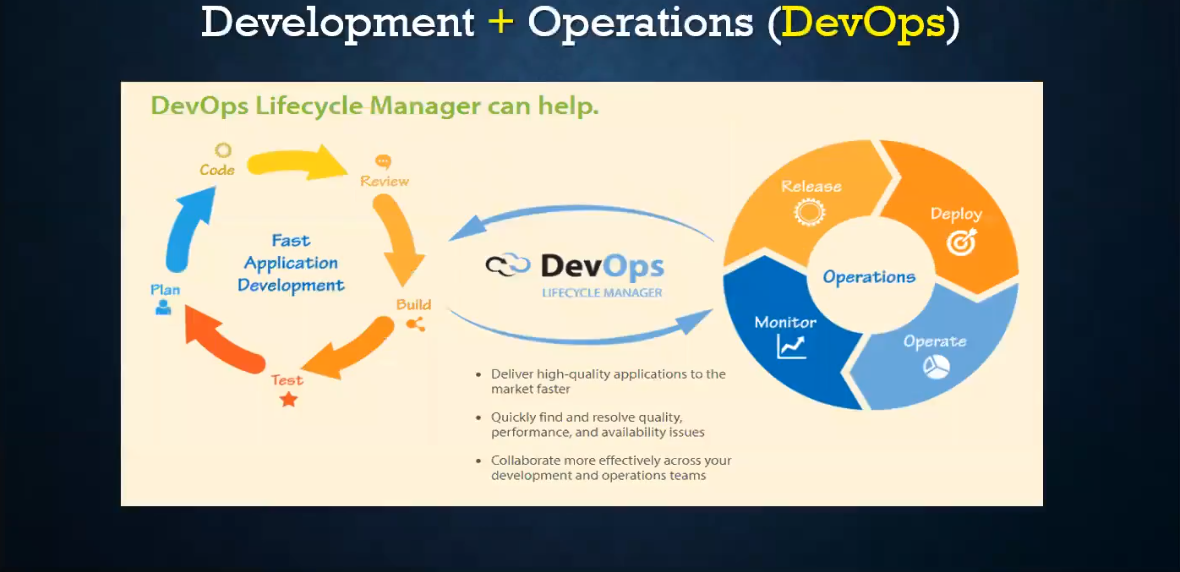 Development + Operations (DevOps)
DevOps Lifecycle Manager can help.
Code
Review
Fast
Application
Development
Plan
Build
Test
DevOps
LIFECYCLE MANAGER
• Deliver high-quality applications to the
market faster
• Quickly find and resolve quality,
performance, and availability issues
• Collaborate more effectively across your
development and operations teams
Release
Deploy
Operations
Monitor
Operate